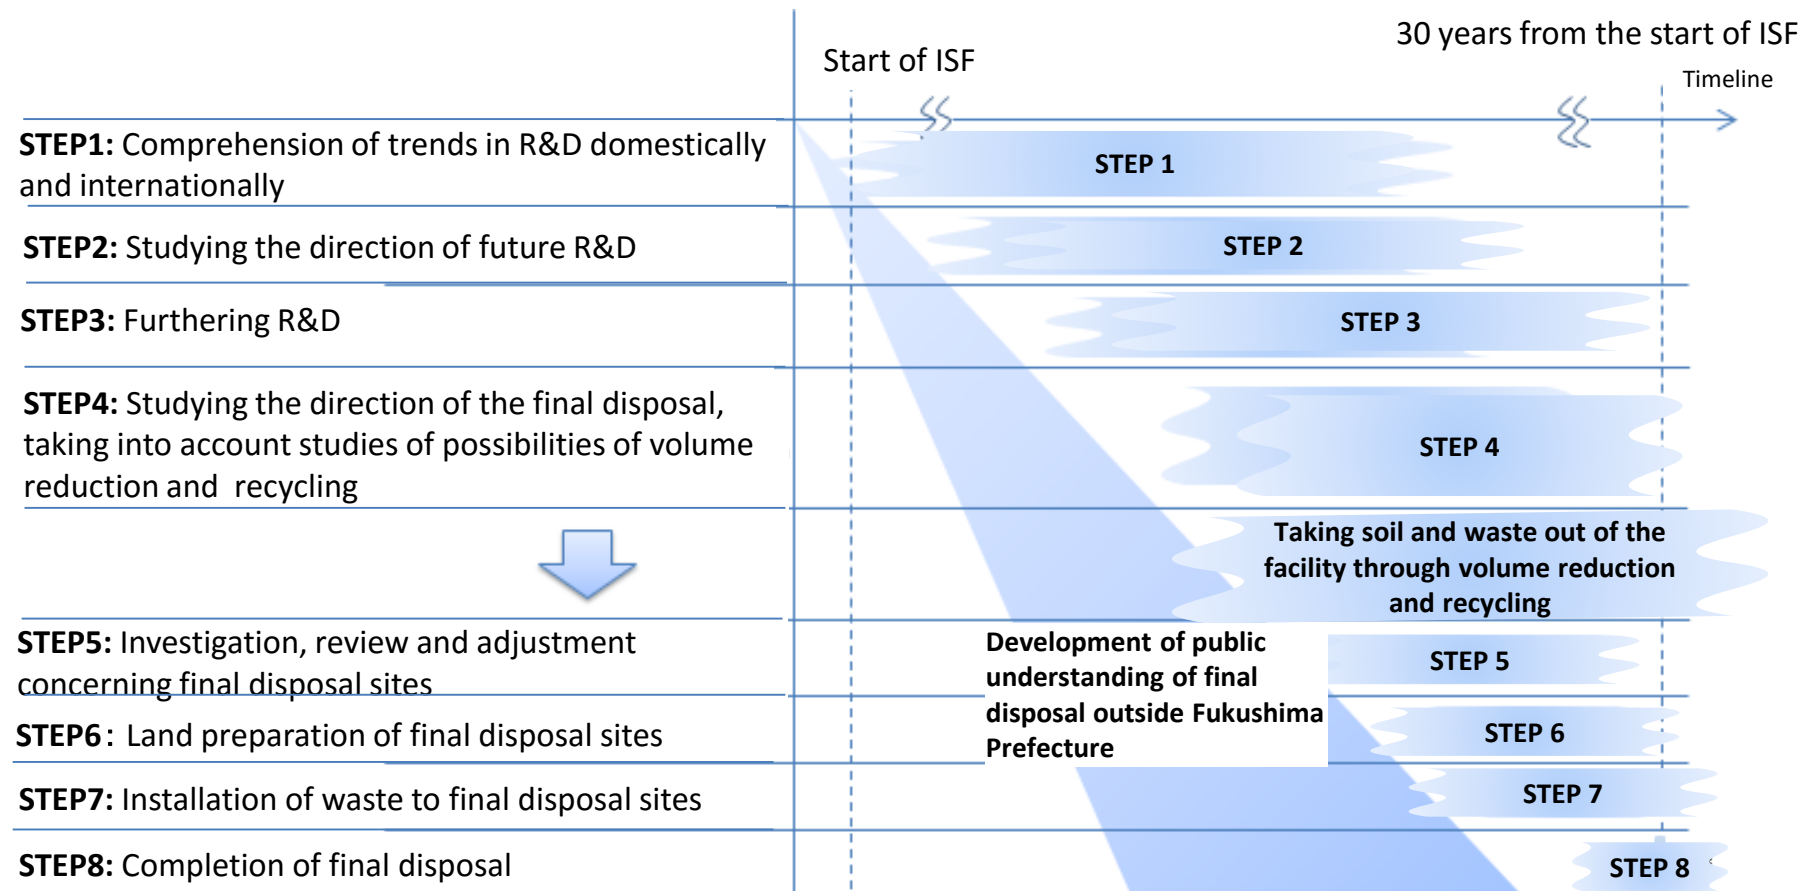 30 years from the start of ISF
Start of ISF
Timeline
STEP1: Comprehension of trends in R&D domestically
and internationally
STEP 1
STEP2: Studying the direction of future R&D
STEP 2
STEP3: Furthering R&D
STEP 3
STEP4: Studying the direction of the final disposal,
taking into account studies of possibilities of volume
reduction and recycling
STEP 4
Taking soil and waste out of the
facility through volume reduction
and recycling
STEP5: Investigation, review and adjustment
concerning final disposal sites
Development of public
understanding of final
disposal outside Fukushima
Prefecture
STEP 5
STEP6： Land preparation of final disposal sites
STEP 6
STEP7: Installation of waste to final disposal sites
STEP 7
STEP8: Completion of final disposal
STEP 8